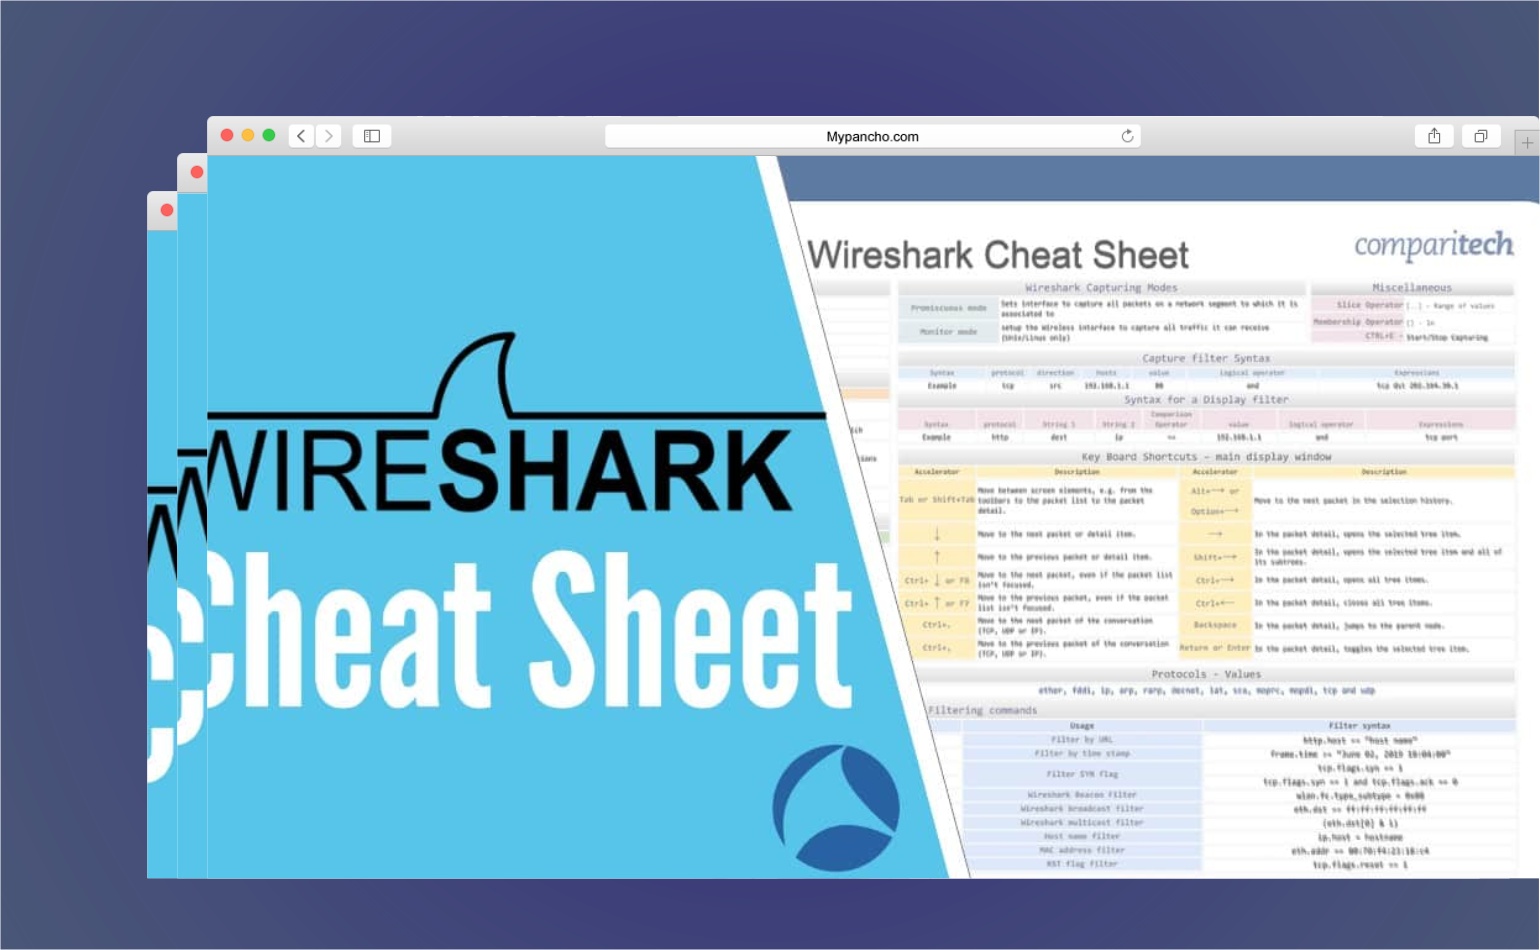 Mypancho.com
WIRESHARK
Cheat Sheet
Wireshark Cheat Sheet
comparitech
Wireshark Capturing Modes
Promiscuous mode
Sets interface to capture all packets on a network segment to which it is
associated to
Monitor mode
setup the Wireless interface to capture all traffic it can receive
(Unix/Linux only)
Miscellaneous
Slice Operator [...] - Range of values
Membership Operator {} - In
CTRL+E - Start/Stop Capturing
Capture Filter Syntax
Syntax protocol direction hosts value Logical operator Expressions
Example tcp src 192.168.1.1 80 and
Syntax for a Display filter
Syntax protocol String 1 String 2 Comparison Operator value logical operator Expressions
Example http dest ip == 192.168.1.1 and tcp port
Key Board Shortcuts - main display window
Accelerator Description Accelerator Description
Tab or Shift+Tab
Move between screen elements, e.g. from the
toolbars to the packet list to the packet
detail.
Alt+→ or
Option+→
Move to the next packet in the selection history.
↓ Move to the next packet or detail item.
→ In the packet detail, opens the selected tree item.
↑ Move to the previous packet or detail item.
Shift+→ In the packet detail, opens the selected tree item and all of
its subtrees.
Ctrl+ ↓ or F8 Move to the next packet, even if the packet list
isn't focused.
Ctrl+→ In the packet detail, opens all tree items.
Ctrl+ ↑ or F7 Move to the previous packet, even if the packet
list isn't focused.
Ctrl+← In the packet detail, closes all tree items.
Ctrl+. Move to the next packet of the conversation
(TCP, UDP or IP).
Backspace In the packet detail, jumps to the parent node.
Ctrl+, Move to the previous packet of the conversation
(TCP, UDP or IP).
Return or Enter In the packet detail, toggles the selected tree item.
Protocols - Values
ether, fddi, ip, arp, rarp, decnet, lat, sca, moprc, mopdl, tcp and udp
Filtering commands
Usage Filter syntax
Filter by URL http.host == "host name"
Filter by time stamp frame.time >= "June 02, 2019 18:04:00"
Filter SYN flag
tcp.flags.syn == 1
tcp.flags.syn == 1 and tcp.flags.ack == 0
Wireshark Beacon Filter wlan.fc.type_subtype = 0x08
Wireshark broadcast filter eth.dst == ff:ff:ff:ff:ff:ff
Wireshark multicast filter (eth.dst[0] & 1)
Host name filter ip.host = hostname
MAC address filter eth.addr == 00:70:f4:23:18:c4
RST flag filter tcp.flags.reset == 1